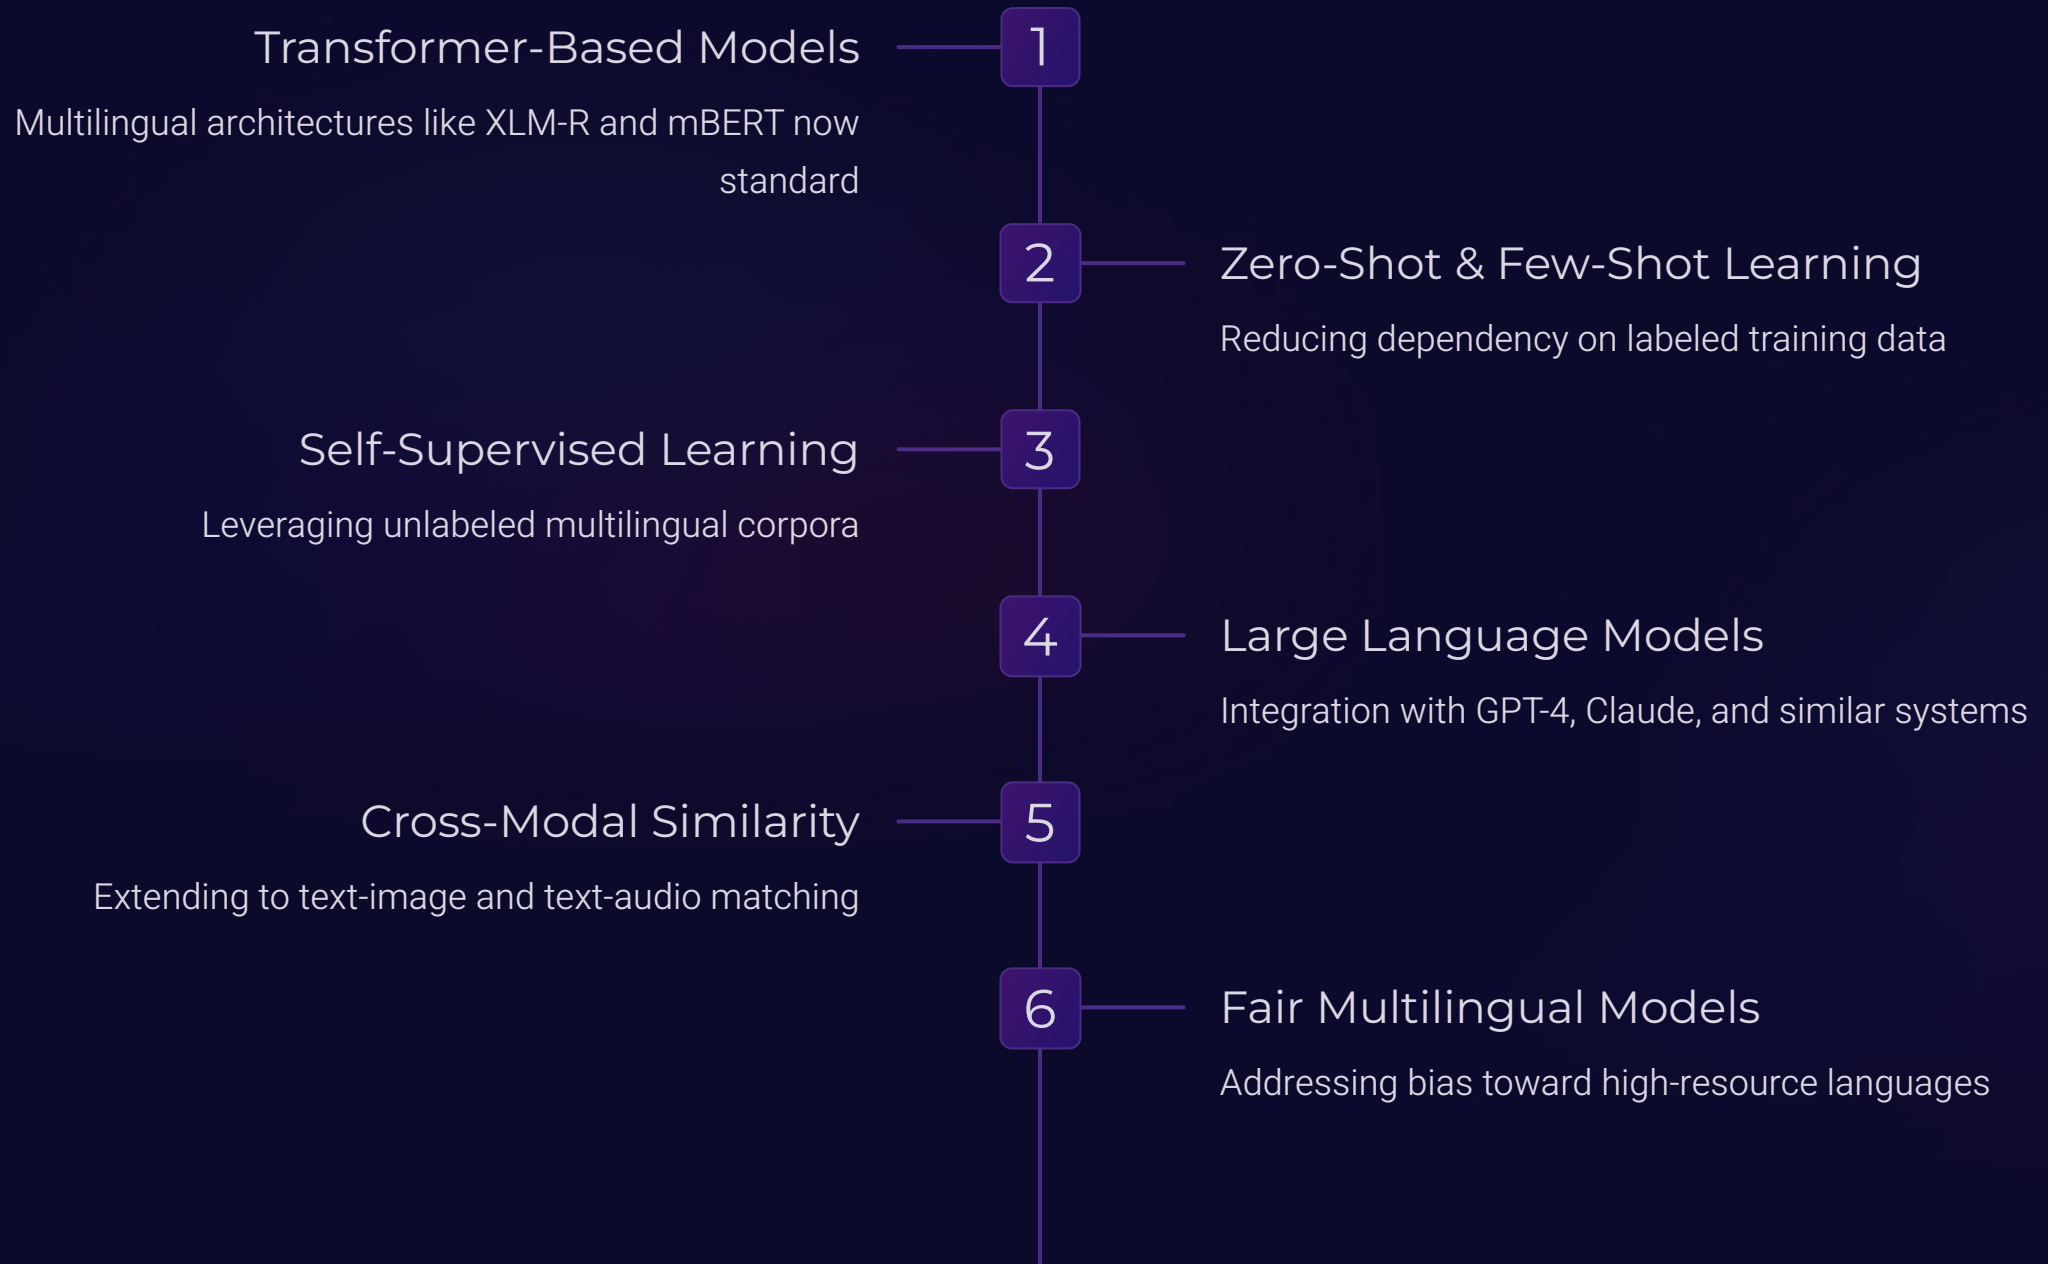 Transformer-Based Models
1
Multilingual architectures like XLM-R and mBERT now
standard
2
Zero-Shot & Few-Shot Learning
Reducing dependency on labeled training data
Self-Supervised Learning
3
Leveraging unlabeled multilingual corpora
4
Large Language Models
Integration with GPT-4, Claude, and similar systems
Cross-Modal Similarity
5
Extending to text-image and text-audio matching
6
Fair Multilingual Models
Addressing bias toward high-resource languages